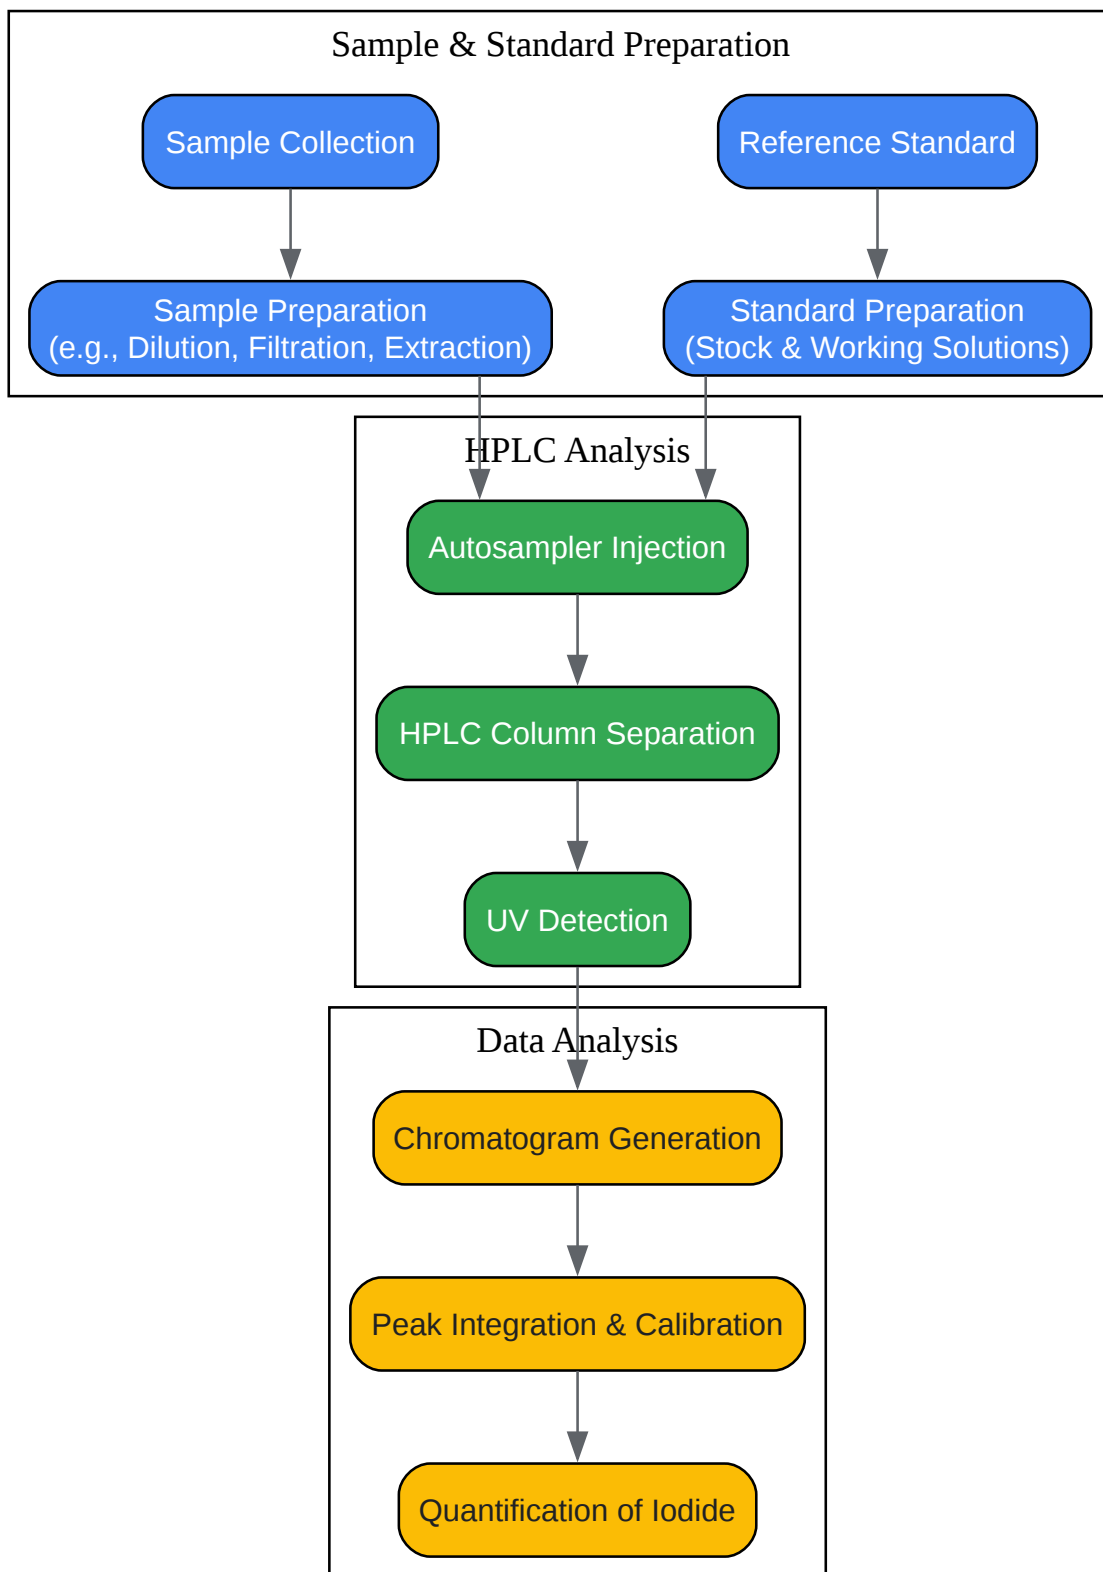 Sample & Standard Preparation
Sample Collection
Reference Standard
Sample Preparation
(e.g., Dilution, Filtration, Extraction)
Standard Preparation
(Stock & Working Solutions)
HPLC Analysis
Autosampler Injection
HPLC Column Separation
UV Detection
Data Analysis
Chromatogram Generation
Peak Integration & Calibration
Quantification of Iodide